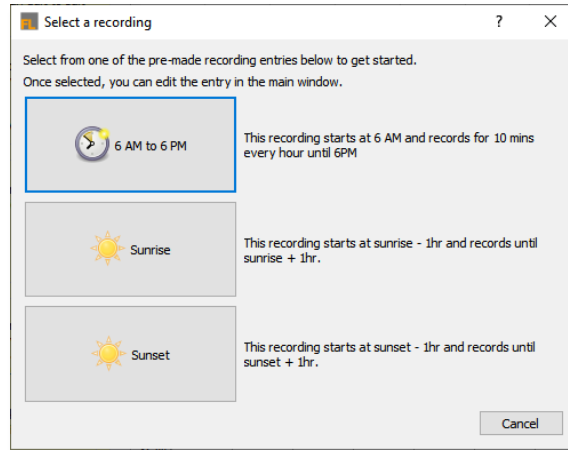 FL Select a recording ? ×
Select from one of the pre-made recording entries below to get started.
Once selected, you can edit the entry in the main window.
6 AM to 6 PM
This recording starts at 6 AM and records for 10 mins
every hour until 6PM
Sunrise
This recording starts at sunrise - 1hr and records until
sunrise + 1hr.
Sunset
This recording starts at sunset - 1hr and records until
sunset + 1hr.
Cancel